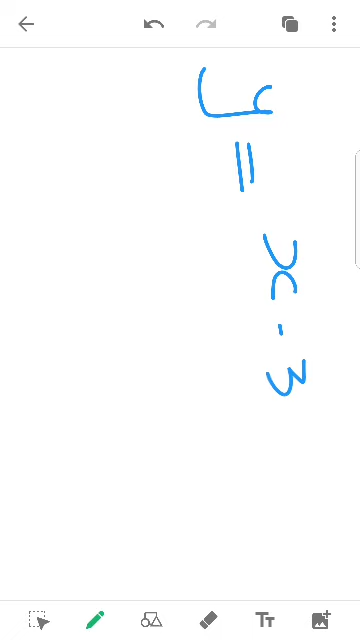 y = x - 3